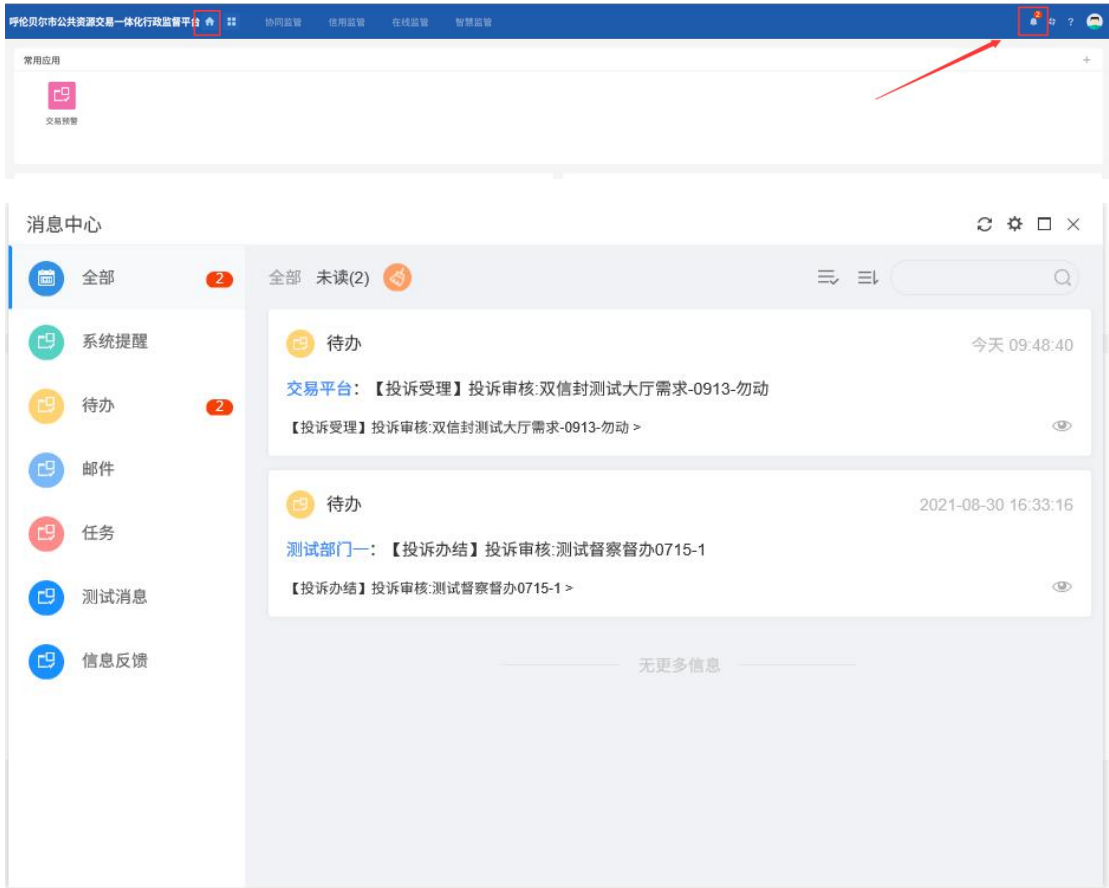 呼伦贝尔市公共资源交易一体化行政监督平台 协同监管 信用监管 在线监管 智慧监管 2 ?
常用应用 +
交易预警
消息中心
全部 2
系统提醒
待办 2
邮件
任务
测试消息
信息反馈
全部 未读(2)
待办 今天 09:48:40
交易平台：【投诉受理】投诉审核:双信封测试大厅需求-0913-勿动
【投诉受理】投诉审核:双信封测试大厅需求-0913-勿动 >
待办 2021-08-30 16:33:16
测试部门一：【投诉办结】投诉审核:测试督察督办0715-1
【投诉办结】投诉审核:测试督察督办0715-1 >
无更多信息